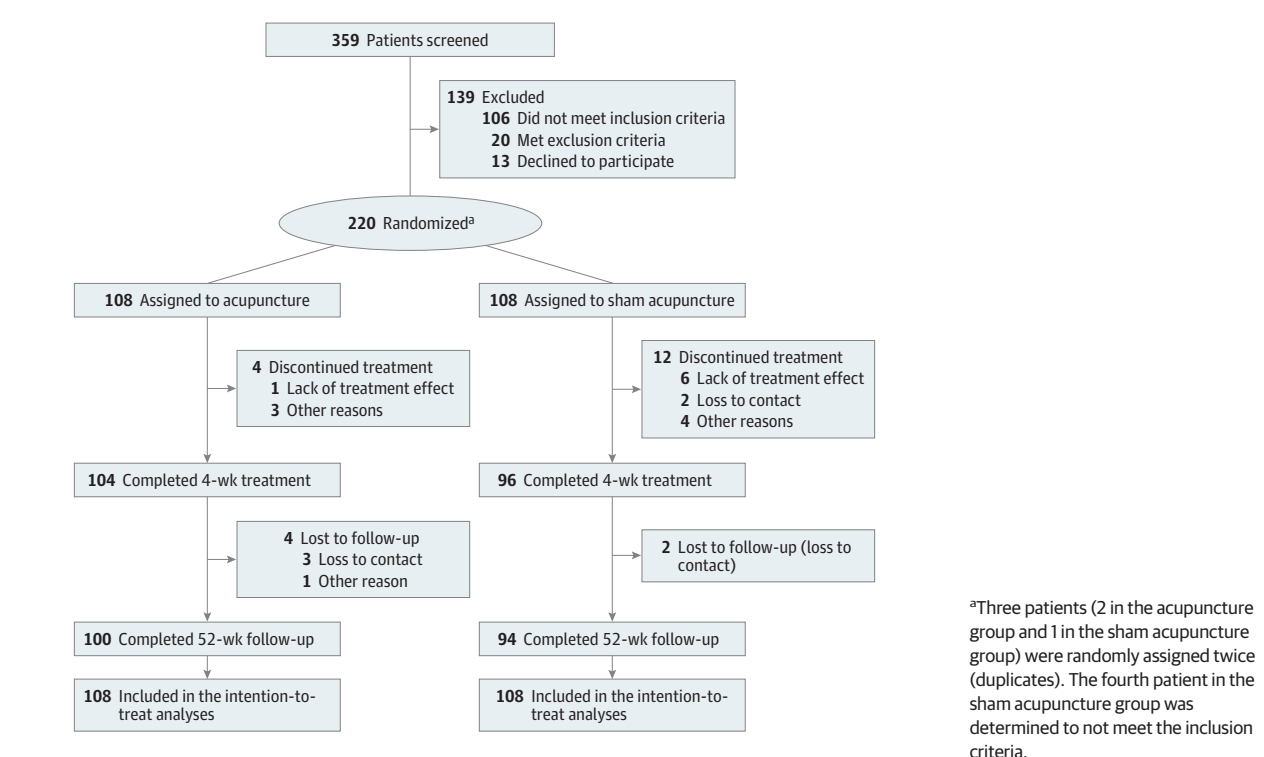 359 Patients screened
139 Excluded
106 Did not meet inclusion criteria
20 Met exclusion criteria
13 Declined to participate
220 Randomizedᵃ
108 Assigned to acupuncture
108 Assigned to sham acupuncture
4 Discontinued treatment
1 Lack of treatment effect
3 Other reasons
12 Discontinued treatment
6 Lack of treatment effect
2 Loss to contact
4 Other reasons
104 Completed 4-wk treatment
96 Completed 4-wk treatment
4 Lost to follow-up
3 Loss to contact
1 Other reason
2 Lost to follow-up (loss to
contact)
100 Completed 52-wk follow-up
94 Completed 52-wk follow-up
108 Included in the intention-to-
treat analyses
108 Included in the intention-to-
treat analyses
ᵃThree patients (2 in the acupuncture
group and 1 in the sham acupuncture
group) were randomly assigned twice
(duplicates). The fourth patient in the
sham acupuncture group was
determined to not meet the inclusion
criteria.